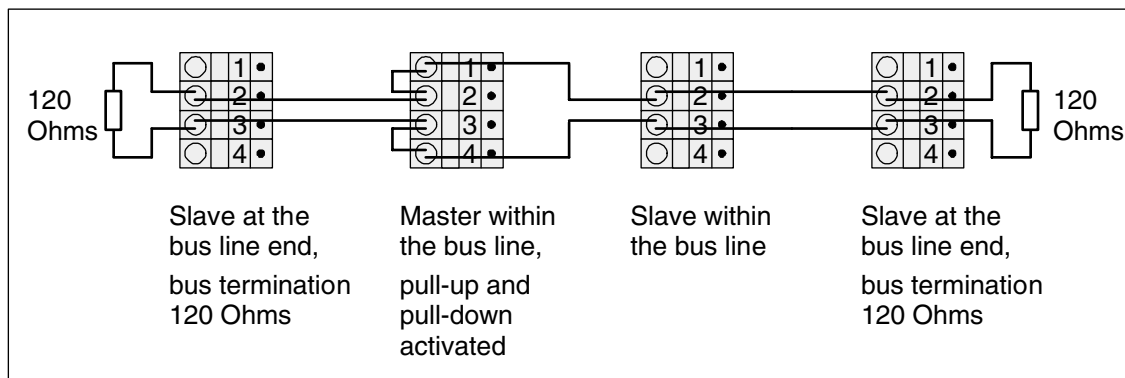 120
Ohms
1
2
3
4
1
2
3
4
1
2
3
4
1
2
3
4
120
Ohms
Slave at the
bus line end,
bus termination
120 Ohms
Master within
the bus line,
pull-up and
pull-down
activated
Slave within
the bus line
Slave at the
bus line end,
bus termination
120 Ohms